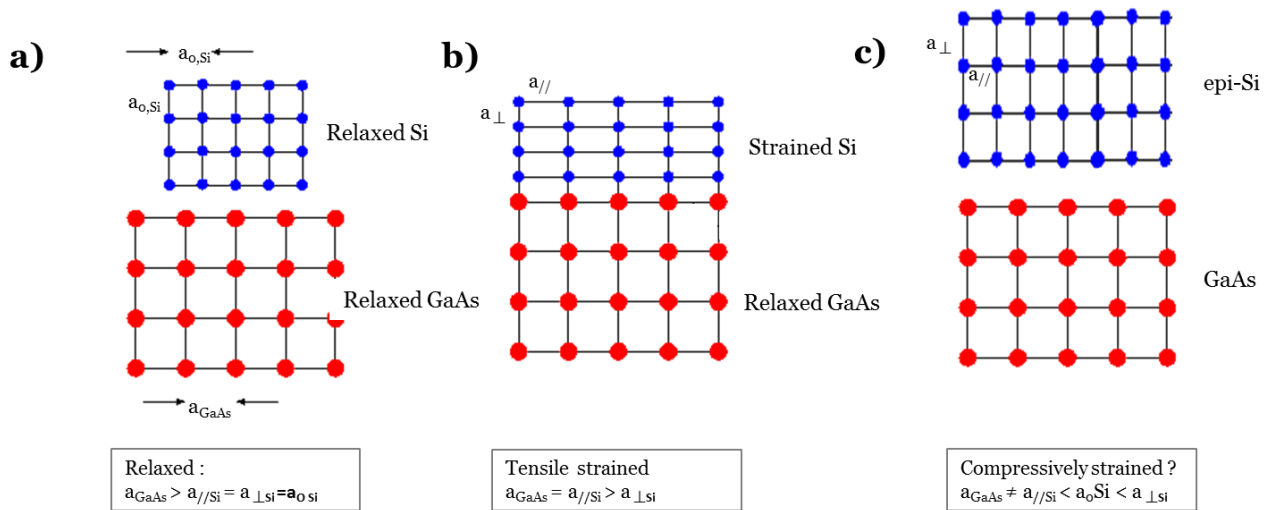 a)
a₀,Si
a₀,Si
Relaxed Si
Relaxed GaAs
a_GaAs
Relaxed :
a_GaAs > a_//Si = a_⊥si = a_o si
b)
a_//
a_⊥
Strained Si
Relaxed GaAs
Tensile strained
a_GaAs = a_//Si > a_⊥si
c)
a_⊥
a_//
epi-Si
GaAs
Compressively strained ?
a_GaAs ≠ a_//Si < a_oSi < a_⊥si